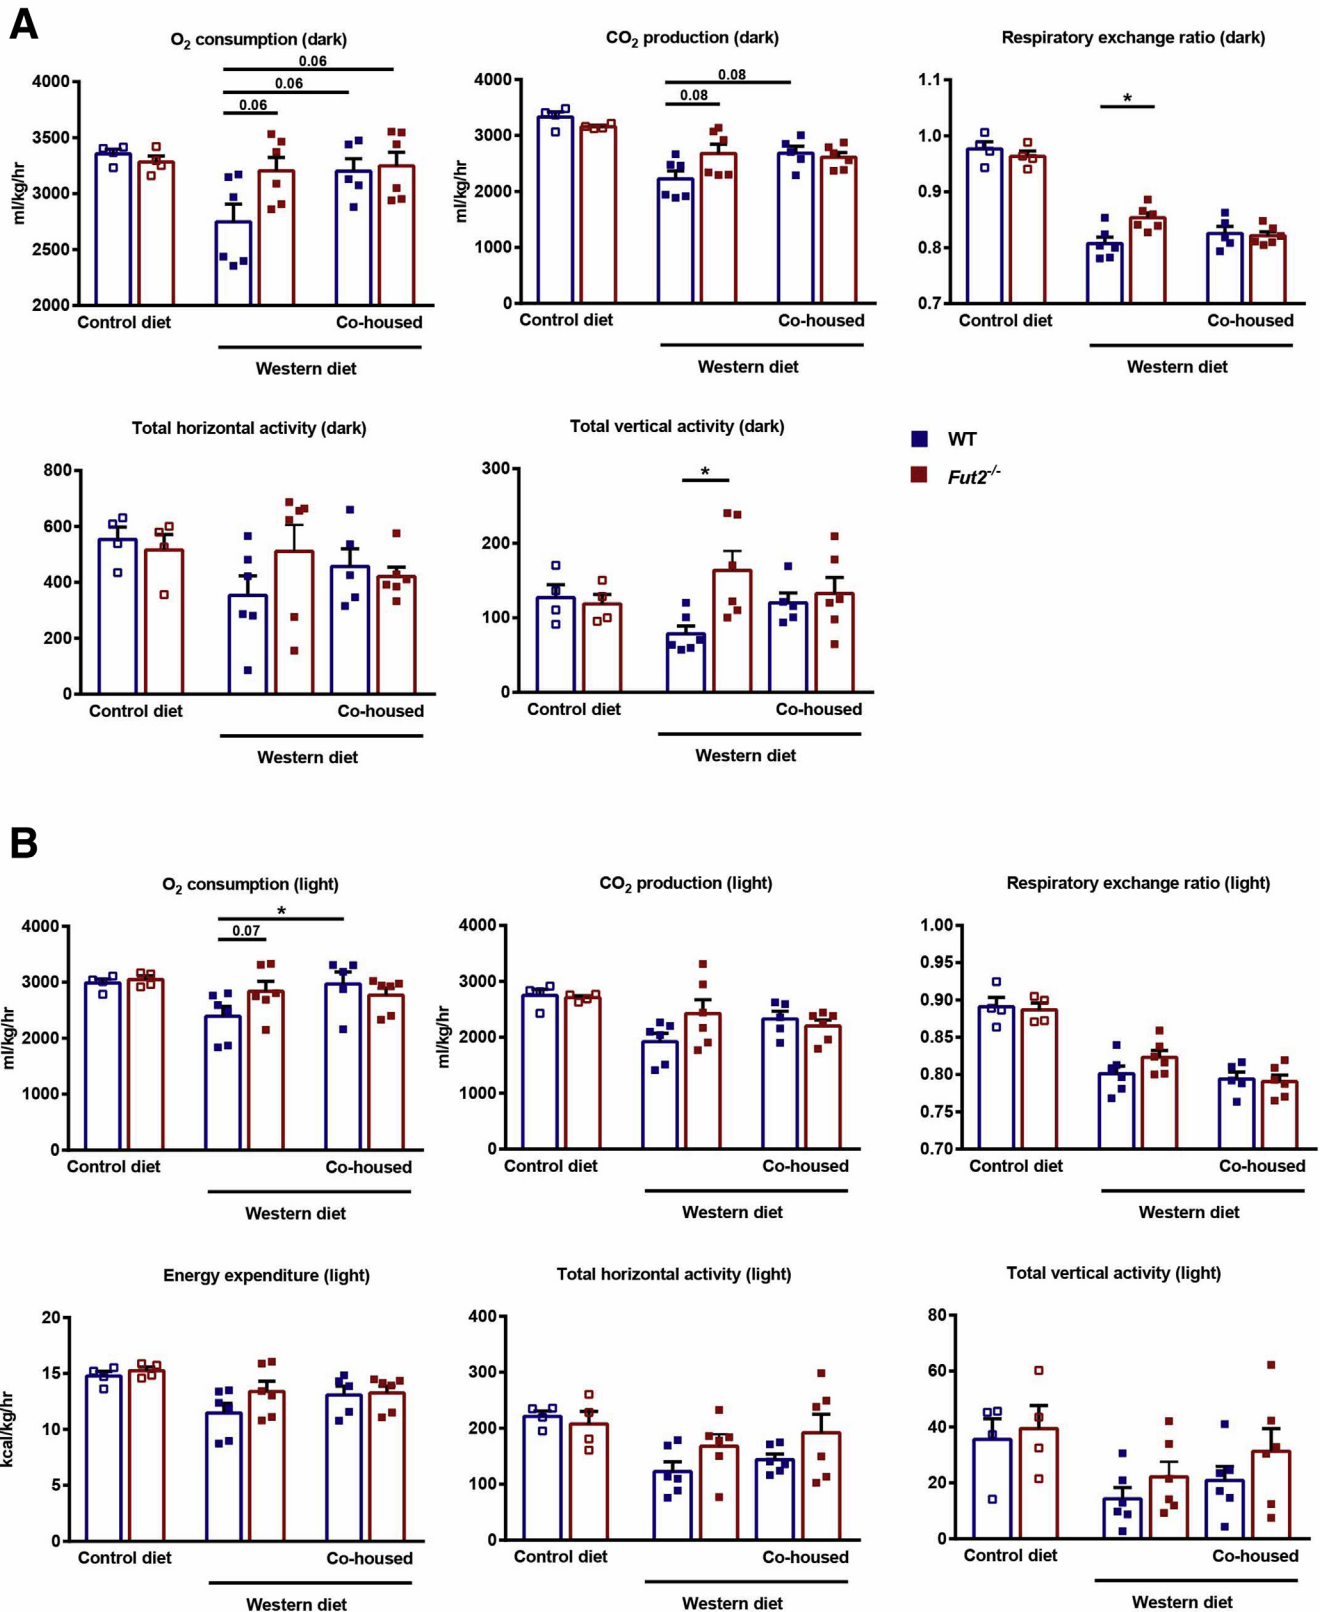 A
O2 consumption (dark)
CO2 production (dark)
Respiratory exchange ratio (dark)
0.06
0.06
0.06
4000
3500
3000
2500
2000
ml/kg/hr
Control diet
Co-housed
Western diet
0.08
0.08
4000
3000
2000
1000
0
ml/kg/hr
Control diet
Co-housed
Western diet
*
1.1
1.0
0.9
0.8
0.7
Control diet
Co-housed
Western diet
Total horizontal activity (dark)
Total vertical activity (dark)
800
600
400
200
0
Control diet
Co-housed
Western diet
*
300
200
100
0
Control diet
Co-housed
Western diet
WT
Fut2-/-
B
O2 consumption (light)
CO2 production (light)
Respiratory exchange ratio (light)
*
0.07
4000
3000
2000
1000
0
ml/kg/hr
Control diet
Co-housed
Western diet
4000
3000
2000
1000
0
ml/kg/hr
Control diet
Co-housed
Western diet
1.00
0.95
0.90
0.85
0.80
0.75
0.70
Control diet
Co-housed
Western diet
Energy expenditure (light)
Total horizontal activity (light)
Total vertical activity (light)
20
15
10
5
0
kcal/kg/hr
Control diet
Co-housed
Western diet
400
300
200
100
0
Control diet
Co-housed
Western diet
80
60
40
20
0
Control diet
Co-housed
Western diet